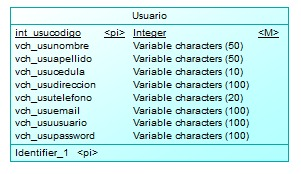 Usuario
int_usucodigo <pi> Integer <M>
vch_usunombre Variable characters (50)
vch_usuapellido Variable characters (50)
vch_usucedula Variable characters (10)
vch_usudireccion Variable characters (100)
vch_usutelefono Variable characters (20)
vch_usuemail Variable characters (100)
vch_usuusuario Variable characters (100)
vch_usupassword Variable characters (100)
Identifier_1 <pi>